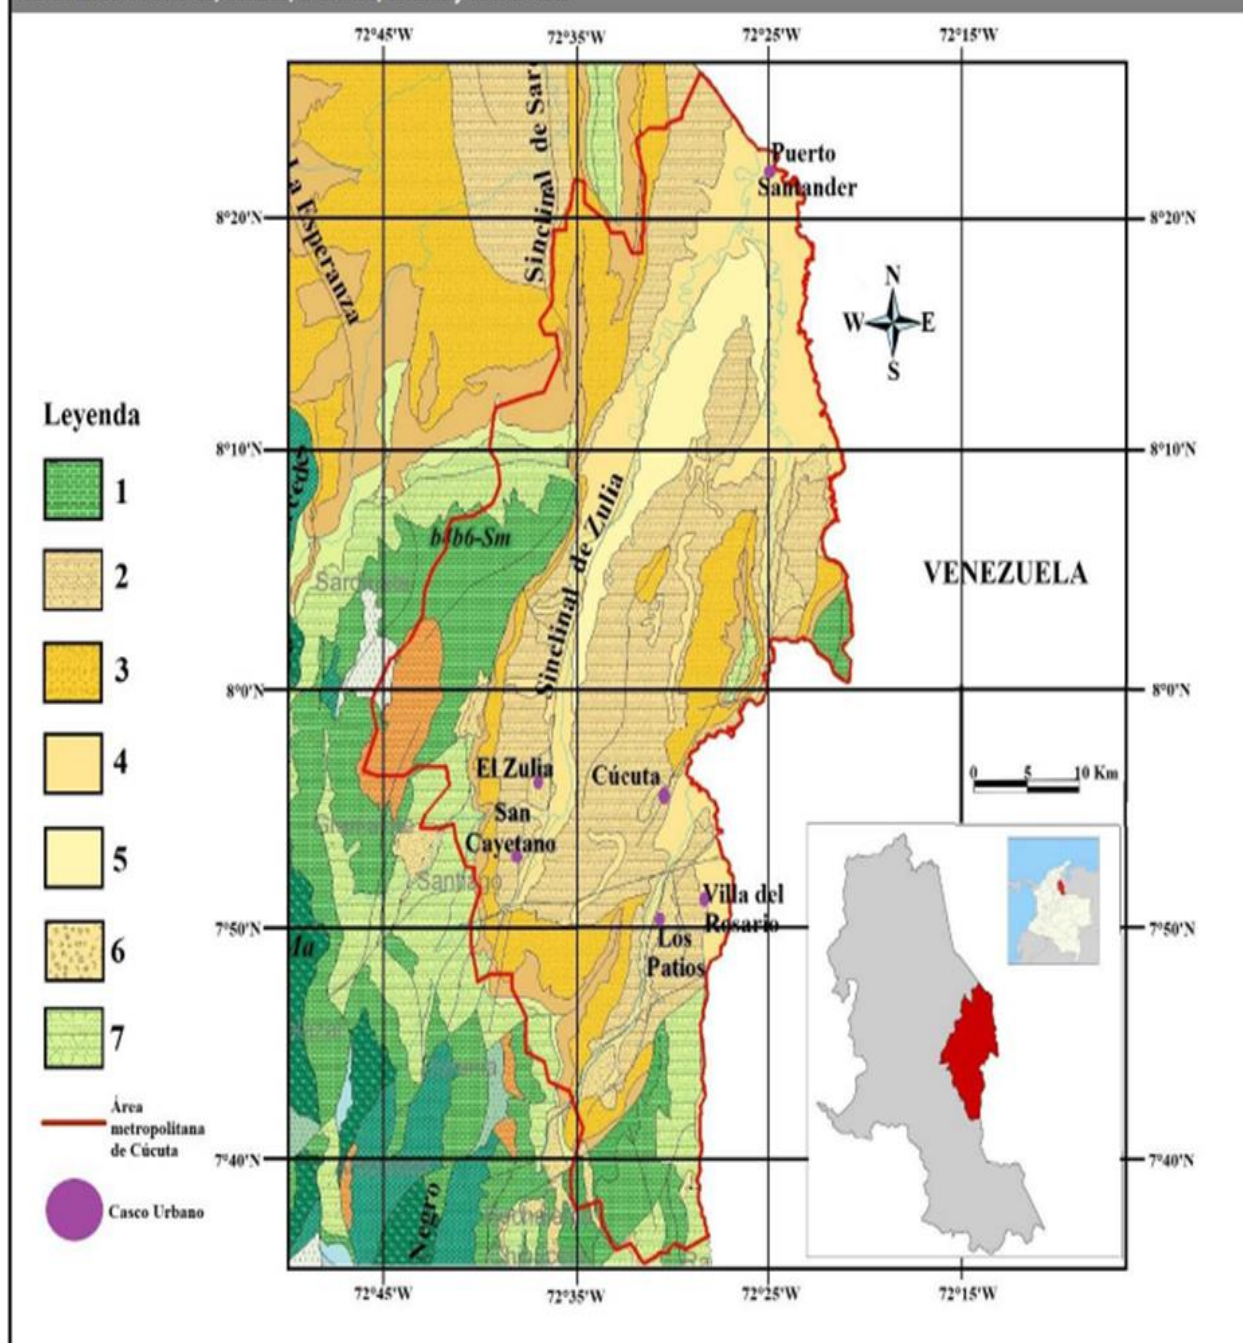 72°45'W 72°35'W 72°25'W 72°15'W
Puerto
Santander
La Esperanza
Sinclinal de Sar
8°20'N 8°20'N
N
W E
S
Leyenda
1
2
3
4
5
6
7
Área
metropolitana
de Cúcuta
Casco Urbano
8°10'N 8°10'N
b4b6-Sm
Sinclinal de Zulia
VENEZUELA
8°0'N 8°0'N
El Zulia
Cúcuta
San
Cayetano
0 5 10 Km
Santiago
Villa del
Rosario
7°50'N 7°50'N
Los
Patios
7°40'N 7°40'N
Negro
72°45'W 72°35'W 72°25'W 72°15'W